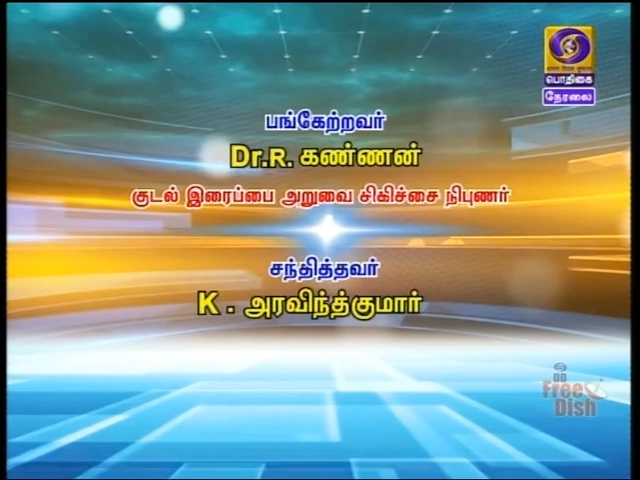 பொதிகை
நேரலை
பங்கேற்றவர்
Dr.R. கண்ணன்
குடல் இரைப்பை அறுவை சிகிச்சை நிபுணர்
சந்தித்தவர்
K . அரவிந்த்குமார்
DD
Free
Dish